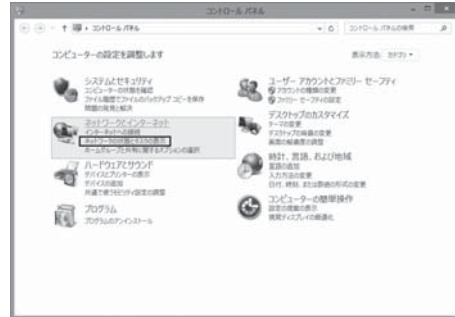 コントロール パネル
コントロール パネル
コントロール パネルの検索
コンピューターの設定を調整します
表示方法: カテゴリ
システムとセキュリティ
コンピューターの状態を確認
ファイル履歴でファイルのバックアップ コピーを保存
問題の発見と解決
ネットワークとインターネット
インターネットへの接続
ネットワークの状態とタスクの表示
ホームグループと共有に関するオプションの選択
ハードウェアとサウンド
デバイスとプリンターの表示
デバイスの追加
共通で使うモビリティ設定の調整
プログラム
プログラムのアンインストール
ユーザー アカウントとファミリー セーフティ
アカウントの種類の変更
ファミリー セーフティの設定
デスクトップのカスタマイズ
テーマの変更
デスクトップの背景の変更
画面の解像度の調整
時計、言語、および地域
言語の追加
入力方法の変更
日付、時刻、または数値の形式の変更
コンピューターの簡単操作
設定の提案の表示
視覚ディスプレイの最適化